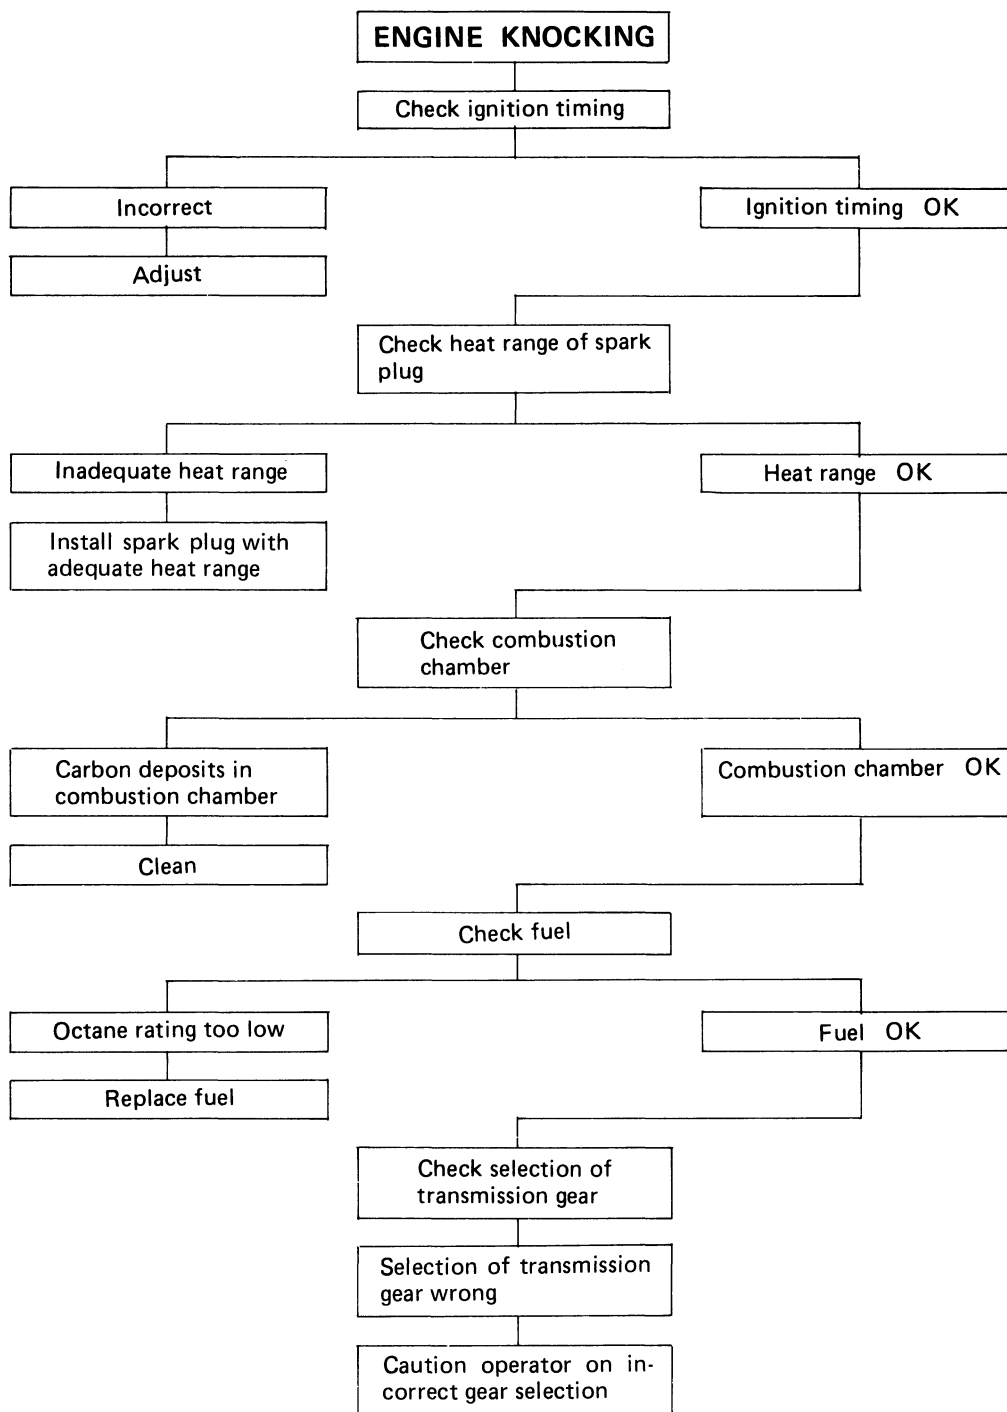 ENGINE KNOCKING
Check ignition timing
Incorrect
Ignition timing OK
Adjust
Check heat range of spark
plug
Inadequate heat range
Heat range OK
Install spark plug with
adequate heat range
Check combustion
chamber
Carbon deposits in
combustion chamber
Combustion chamber OK
Clean
Check fuel
Octane rating too low
Fuel OK
Replace fuel
Check selection of
transmission gear
Selection of transmission
gear wrong
Caution operator on in-
correct gear selection